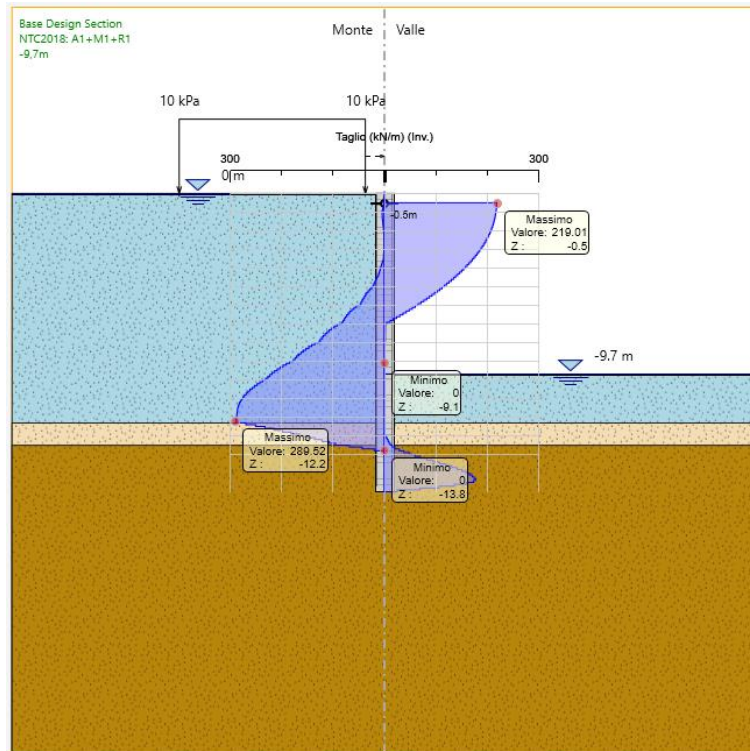 Base Design Section
NTC2018: A1+M1+R1
-9,7m
Monte
Valle
10 kPa
10 kPa
Taglio (kN/m) (Inv.)
300
300
0 m
-0.5m
Massimo
Valore: 219.01
Z : -0.5
-9.7 m
Minimo
Valore: 0
Z : -9.1
Massimo
Valore: 289.52
Z : -12.2
Minimo
Valore: 0
Z : -13.8